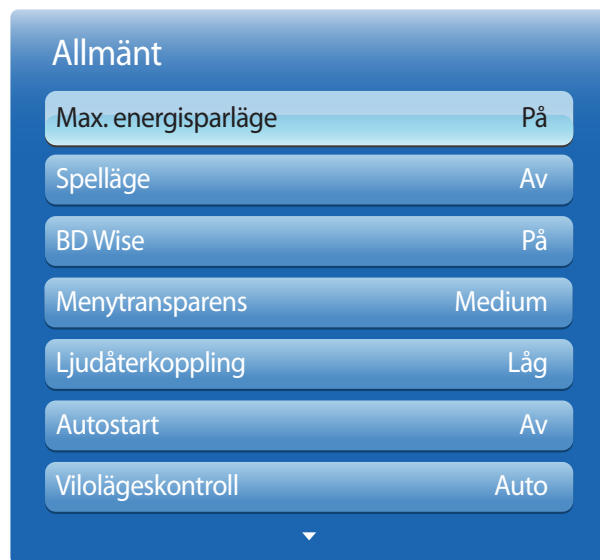 Allmänt
Max. energisparläge På
Spelläge Av
BD Wise På
Menytransparens Medium
Ljudåterkoppling Låg
Autostart Av
Vilolägeskontroll Auto